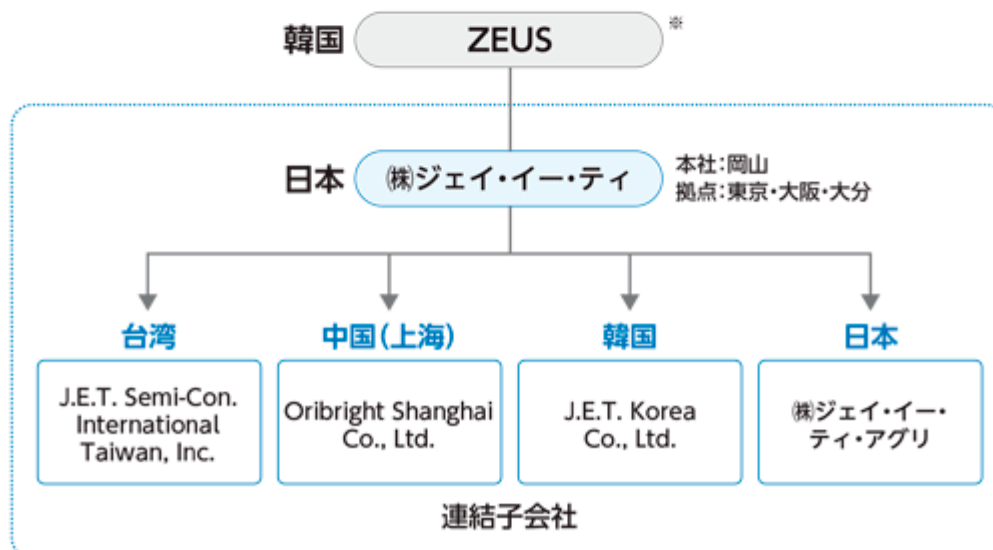 韓国 ZEUS ※
日本 ㈱ジェイ・イー・ティ
本社：岡山
拠点：東京・大阪・大分
台湾
J.E.T. Semi-Con.
International
Taiwan, Inc.
中国（上海）
Oribright Shanghai
Co., Ltd.
韓国
J.E.T. Korea
Co., Ltd.
日本
㈱ジェイ・イー・
ティ・アグリ
連結子会社